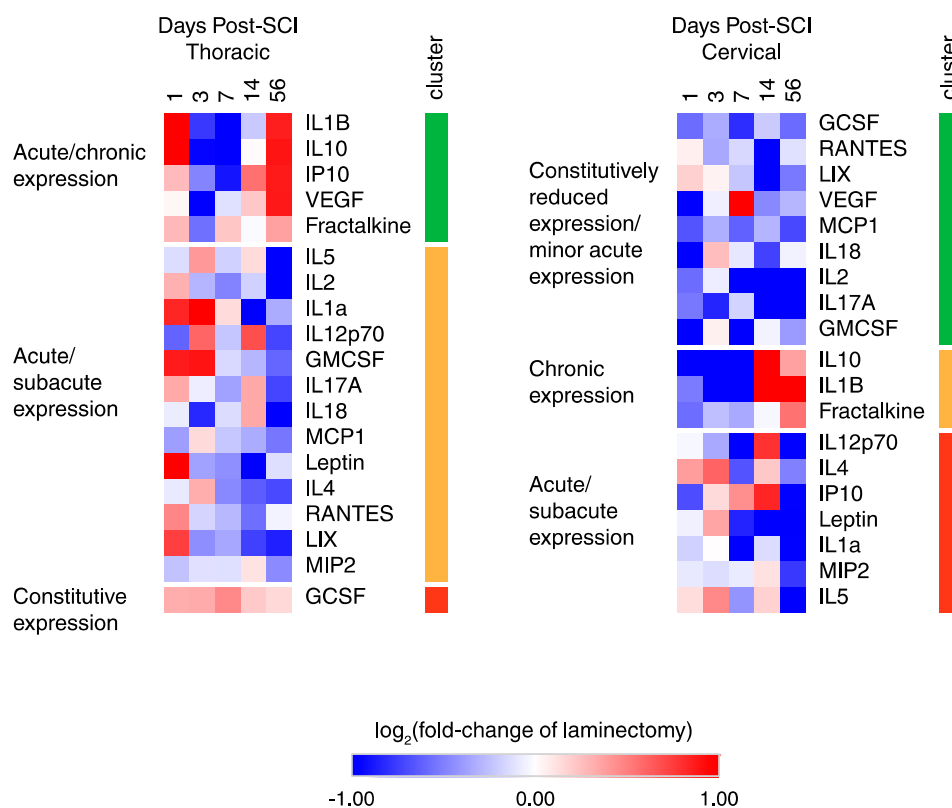 Days Post-SCI
Thoracic
1 3 7 14 56
cluster
Acute/chronic
expression
IL1B
IL10
IP10
VEGF
Fractalkine
Acute/
subacute
expression
IL5
IL2
IL1a
IL12p70
GMCSF
IL17A
IL18
MCP1
Leptin
IL4
RANTES
LIX
MIP2
Constitutive
expression
GCSF
Days Post-SCI
Cervical
1 3 7 14 56
cluster
Constitutively
reduced
expression/
minor acute
expression
GCSF
RANTES
LIX
VEGF
MCP1
IL18
IL2
IL17A
GMCSF
Chronic
expression
IL10
IL1B
Fractalkine
Acute/
subacute
expression
IL12p70
IL4
IP10
Leptin
IL1a
MIP2
IL5
log₂(fold-change of laminectomy)
-1.00 0.00 1.00